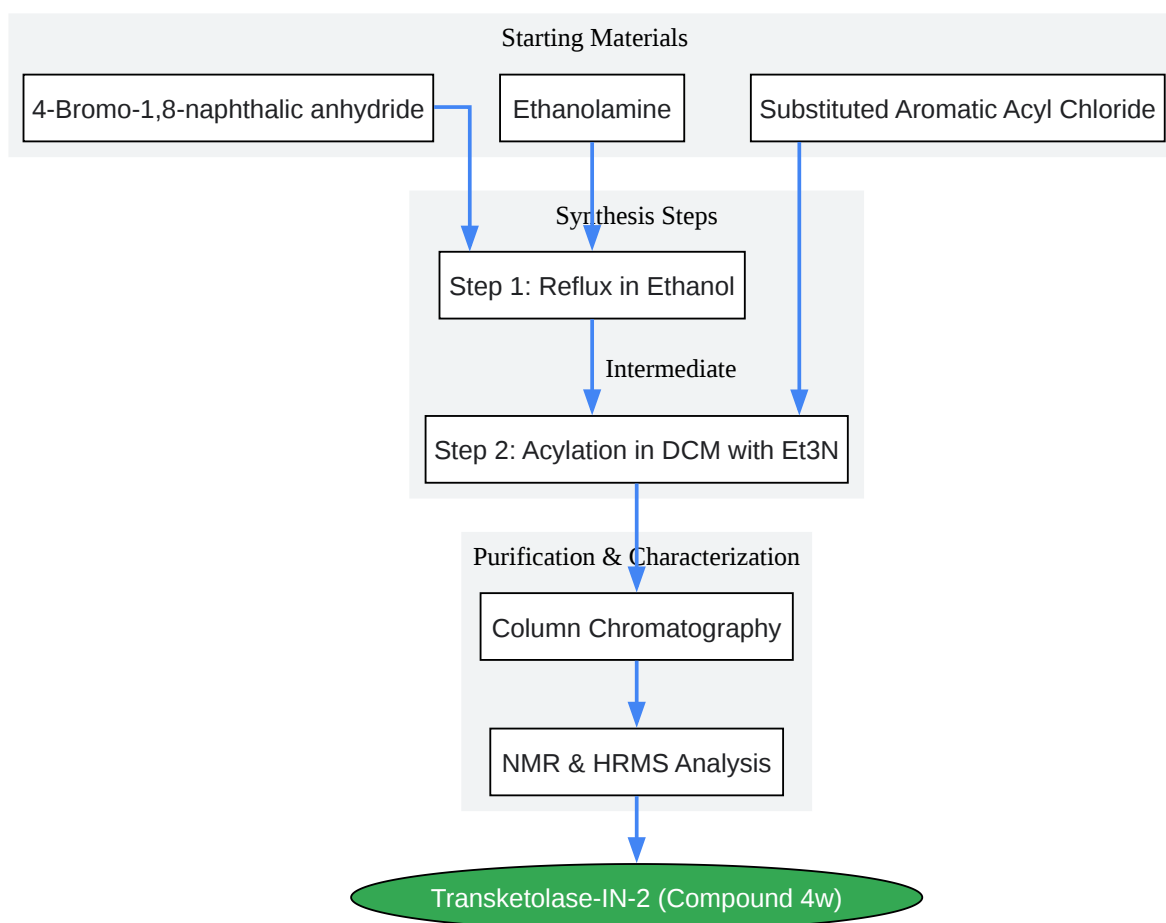 Starting Materials
4-Bromo-1,8-naphthalic anhydride
Ethanolamine
Substituted Aromatic Acyl Chloride
Synthesis Steps
Step 1: Reflux in Ethanol
Intermediate
Step 2: Acylation in DCM with Et3N
Purification & Characterization
Column Chromatography
NMR & HRMS Analysis
Transketolase-IN-2 (Compound 4w)